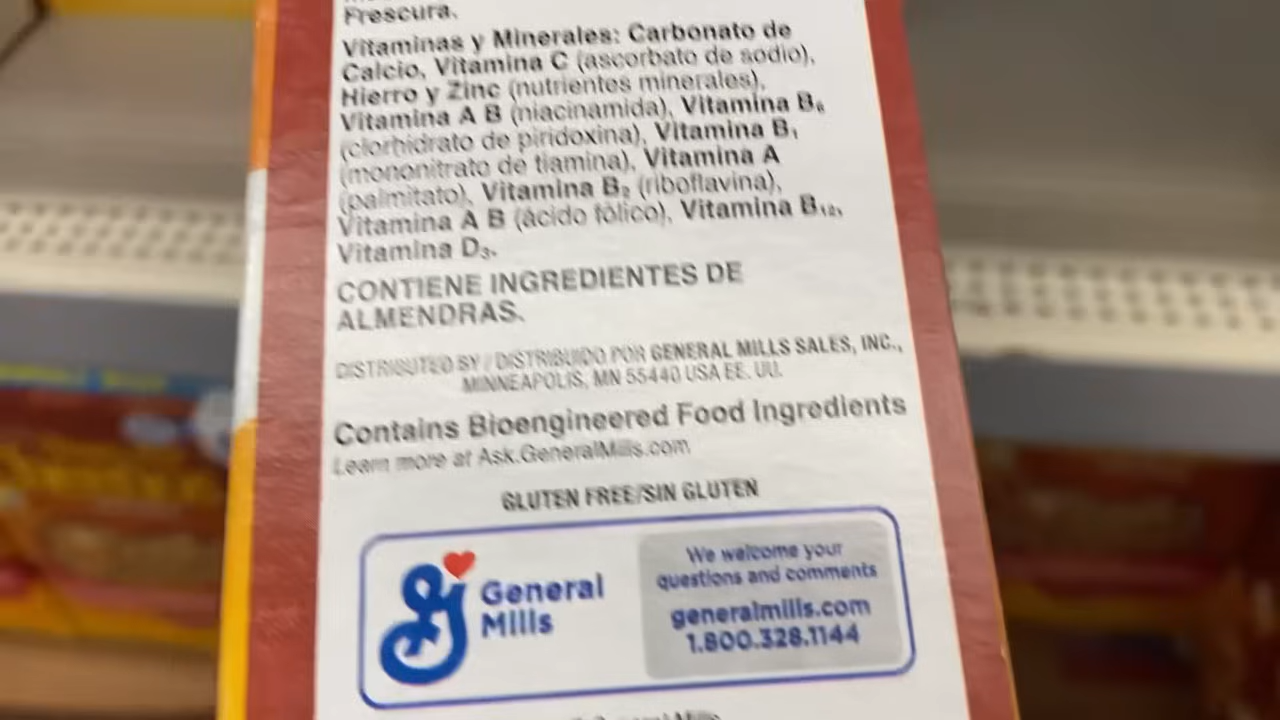 Frescura.
Vitaminas y Minerales: Carbonato de
Calcio, Vitamina C (ascorbato de sodio),
Hierro y Zinc (nutrientes minerales),
Vitamina A B (niacinamida), Vitamina B₆
(clorhidrato de piridoxina), Vitamina B₁
(mononitrato de tiamina), Vitamina A
(palmitato), Vitamina B₂ (riboflavina),
Vitamina A B (ácido fólico), Vitamina B₁₂,
Vitamina D₃.
CONTIENE INGREDIENTES DE
ALMENDRAS.
DISTRIBUTED BY / DISTRIBUIDO POR GENERAL MILLS SALES, INC.,
MINNEAPOLIS, MN 55440 USA EE. UU.
Contains Bioengineered Food Ingredients
Learn more at Ask.GeneralMills.com
GLUTEN FREE/SIN GLUTEN
General
Mills
We welcome your
questions and comments
generalmills.com
1.800.328.1144
General Mills